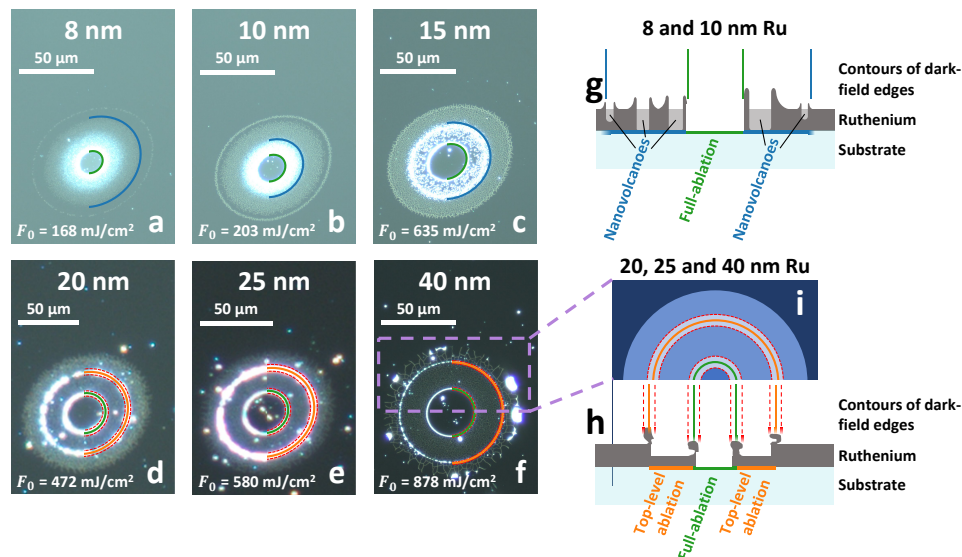 8 nm
10 nm
15 nm
50 µm
50 µm
50 µm
a
b
c
F₀ = 168 mJ/cm²
F₀ = 203 mJ/cm²
F₀ = 635 mJ/cm²
20 nm
25 nm
40 nm
50 µm
50 µm
50 µm
d
e
f
F₀ = 472 mJ/cm²
F₀ = 580 mJ/cm²
F₀ = 878 mJ/cm²
8 and 10 nm Ru
g
Contours of dark-
field edges
Ruthenium
Substrate
Nanovolcanoes
Full-ablation
Nanovolcanoes
20, 25 and 40 nm Ru
i
h
Contours of dark-
field edges
Ruthenium
Substrate
Top-level
ablation
Full-ablation
Top-level
ablation